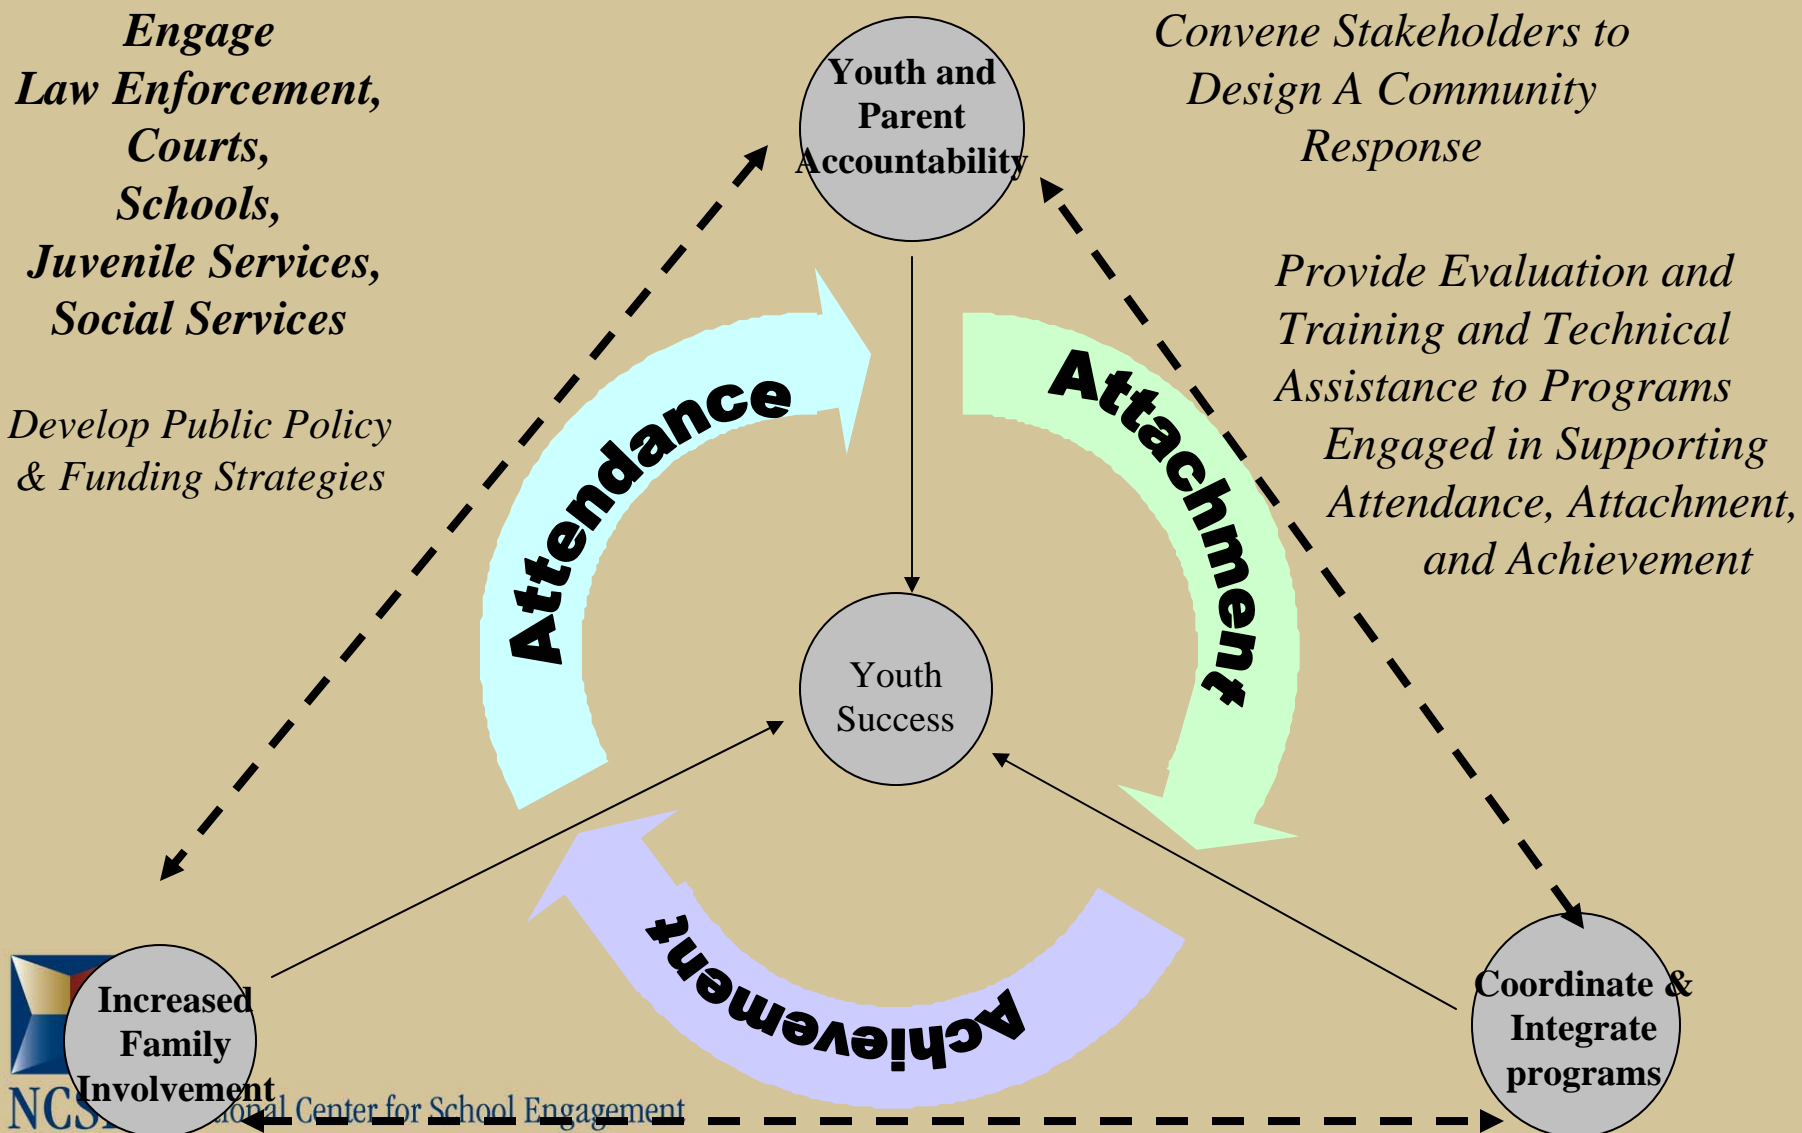 Engage
Law Enforcement,
Courts,
Schools,
Juvenile Services,
Social Services
Develop Public Policy
& Funding Strategies
Youth and
Parent
Accountability
Convene Stakeholders to
Design A Community
Response
Provide Evaluation and
Training and Technical
Assistance to Programs
Engaged in Supporting
Attendance, Attachment,
and Achievement
Attendance
Attachment
Achievement
Youth
Success
Increased
Family
Involvement
Coordinate &
Integrate
programs
Center for School Engagement